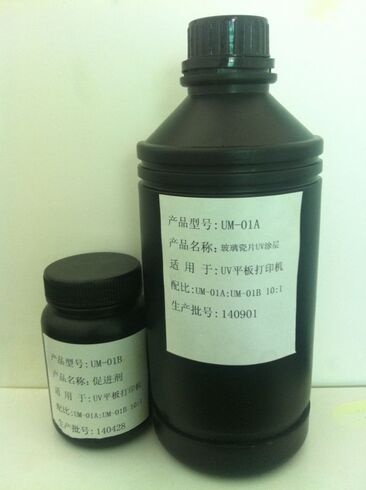 产品型号:UM-01A
产品名称:玻璃瓷片UV涂层
适 用 于:UV平板打印机
配比:UM-01A:UM-01B 10:1
生产批号:140901
产品型号:UM-01B
产品名称:促进剂
适 用 于:UV平板打印机
配比:UM-01A:UM-01B 10:1
生产批号:140428